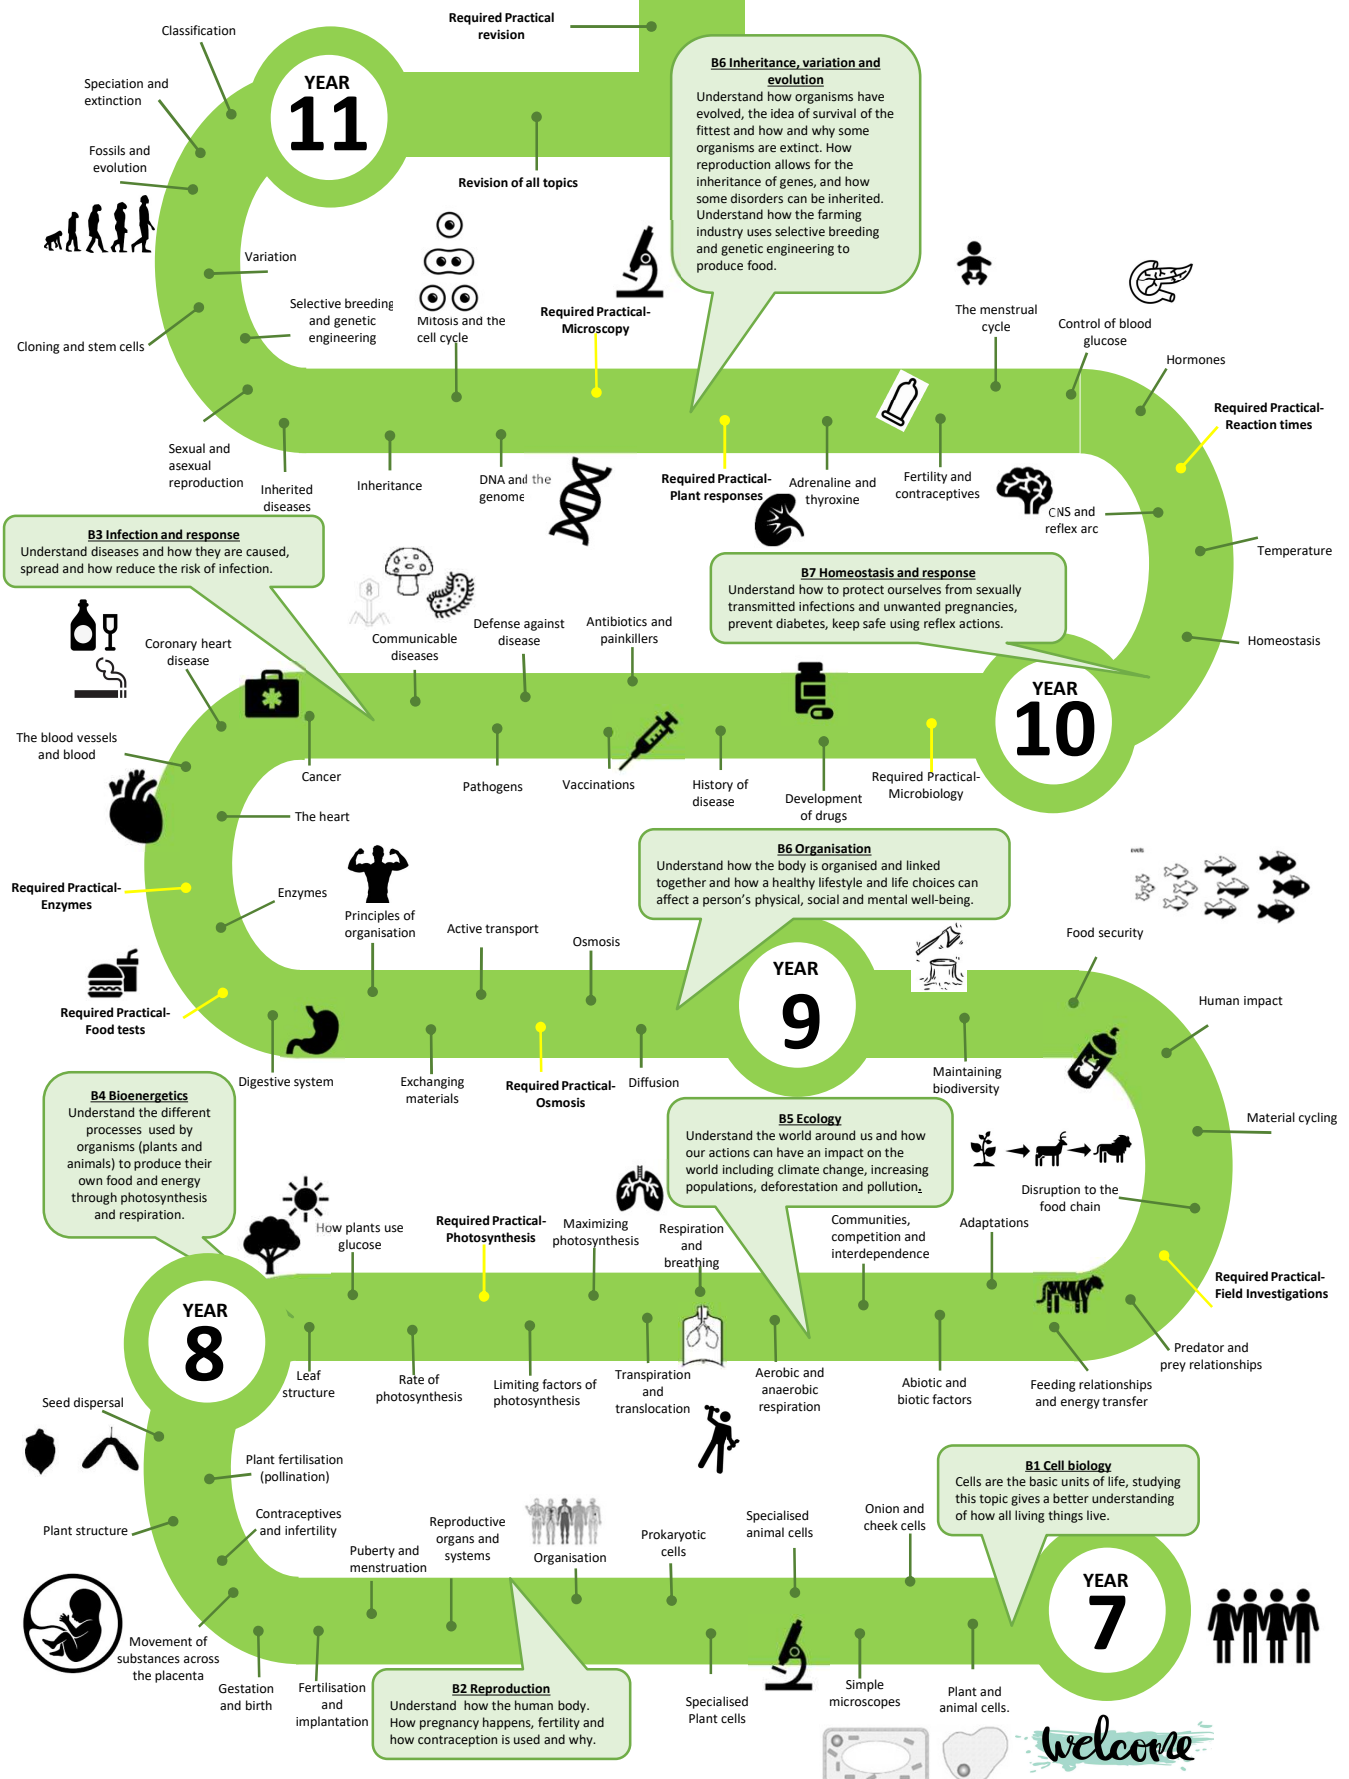 Required Practical
revision
Classification
Speciation and
extinction
YEAR
11
Fossils and
evolution
Revision of all topics
B6 Inheritance, variation and
evolution
Understand how organisms have
evolved, the idea of survival of the
fittest and how and why some
organisms are extinct. How
reproduction allows for the
inheritance of genes, and how
some disorders can be inherited.
Understand how the farming
industry uses selective breeding
and genetic engineering to
produce food.
Variation
Selective breeding
and genetic
engineering
Cloning and stem cells
Mitosis and the
cell cycle
Required Practical-
Microscopy
The menstrual
cycle
Control of blood
glucose
Hormones
Required Practical-
Reaction times
Sexual and
asexual
reproduction
Inherited
diseases
Inheritance
DNA and the
genome
Required Practical-
Plant responses
Adrenaline and
thyroxine
Fertility and
contraceptives
CNS and
reflex arc
Temperature
Homeostasis
B3 Infection and response
Understand diseases and how they are caused,
spread and how reduce the risk of infection.
B7 Homeostasis and response
Understand how to protect ourselves from sexually
transmitted infections and unwanted pregnancies,
prevent diabetes, keep safe using reflex actions.
Coronary heart
disease
Communicable
diseases
Defense against
disease
Antibiotics and
painkillers
YEAR
10
The blood vessels
and blood
Cancer
Pathogens
Vaccinations
History of
disease
Development
of drugs
Required Practical-
Microbiology
The heart
Required Practical-
Enzymes
Enzymes
Principles of
organisation
Active transport
Osmosis
B6 Organisation
Understand how the body is organised and linked
together and how a healthy lifestyle and life choices can
affect a person's physical, social and mental well-being.
YEAR
9
Food security
Human impact
Required Practical-
Food tests
Digestive system
Exchanging
materials
Required Practical-
Osmosis
Diffusion
Maintaining
biodiversity
Material cycling
B4 Bioenergetics
Understand the different
processes used by
organisms (plants and
animals) to produce their
own food and energy
through photosynthesis
and respiration.
B5 Ecology
Understand the world around us and how
our actions can have an impact on the
world including climate change, increasing
populations, deforestation and pollution.
Disruption to the
food chain
How plants use
glucose
Required Practical-
Photosynthesis
Maximizing
photosynthesis
Respiration
and
breathing
Communities,
competition and
interdependence
Adaptations
Required Practical-
Field Investigations
YEAR
8
Leaf
structure
Rate of
photosynthesis
Limiting factors of
photosynthesis
Transpiration
and
translocation
Aerobic and
anaerobic
respiration
Abiotic and
biotic factors
Feeding relationships
and energy transfer
Predator and
prey relationships
Seed dispersal
Plant fertilisation
(pollination)
Plant structure
Contraceptives
and infertility
Puberty and
menstruation
Reproductive
organs and
systems
Organisation
Prokaryotic
cells
Specialised
animal cells
Onion and
cheek cells
B1 Cell biology
Cells are the basic units of life, studying
this topic gives a better understanding
of how all living things live.
YEAR
7
Movement of
substances across
the placenta
Gestation
and birth
Fertilisation
and
implantation
B2 Reproduction
Understand how the human body.
How pregnancy happens, fertility and
how contraception is used and why.
Specialised
Plant cells
Simple
microscopes
Plant and
animal cells.
welcome